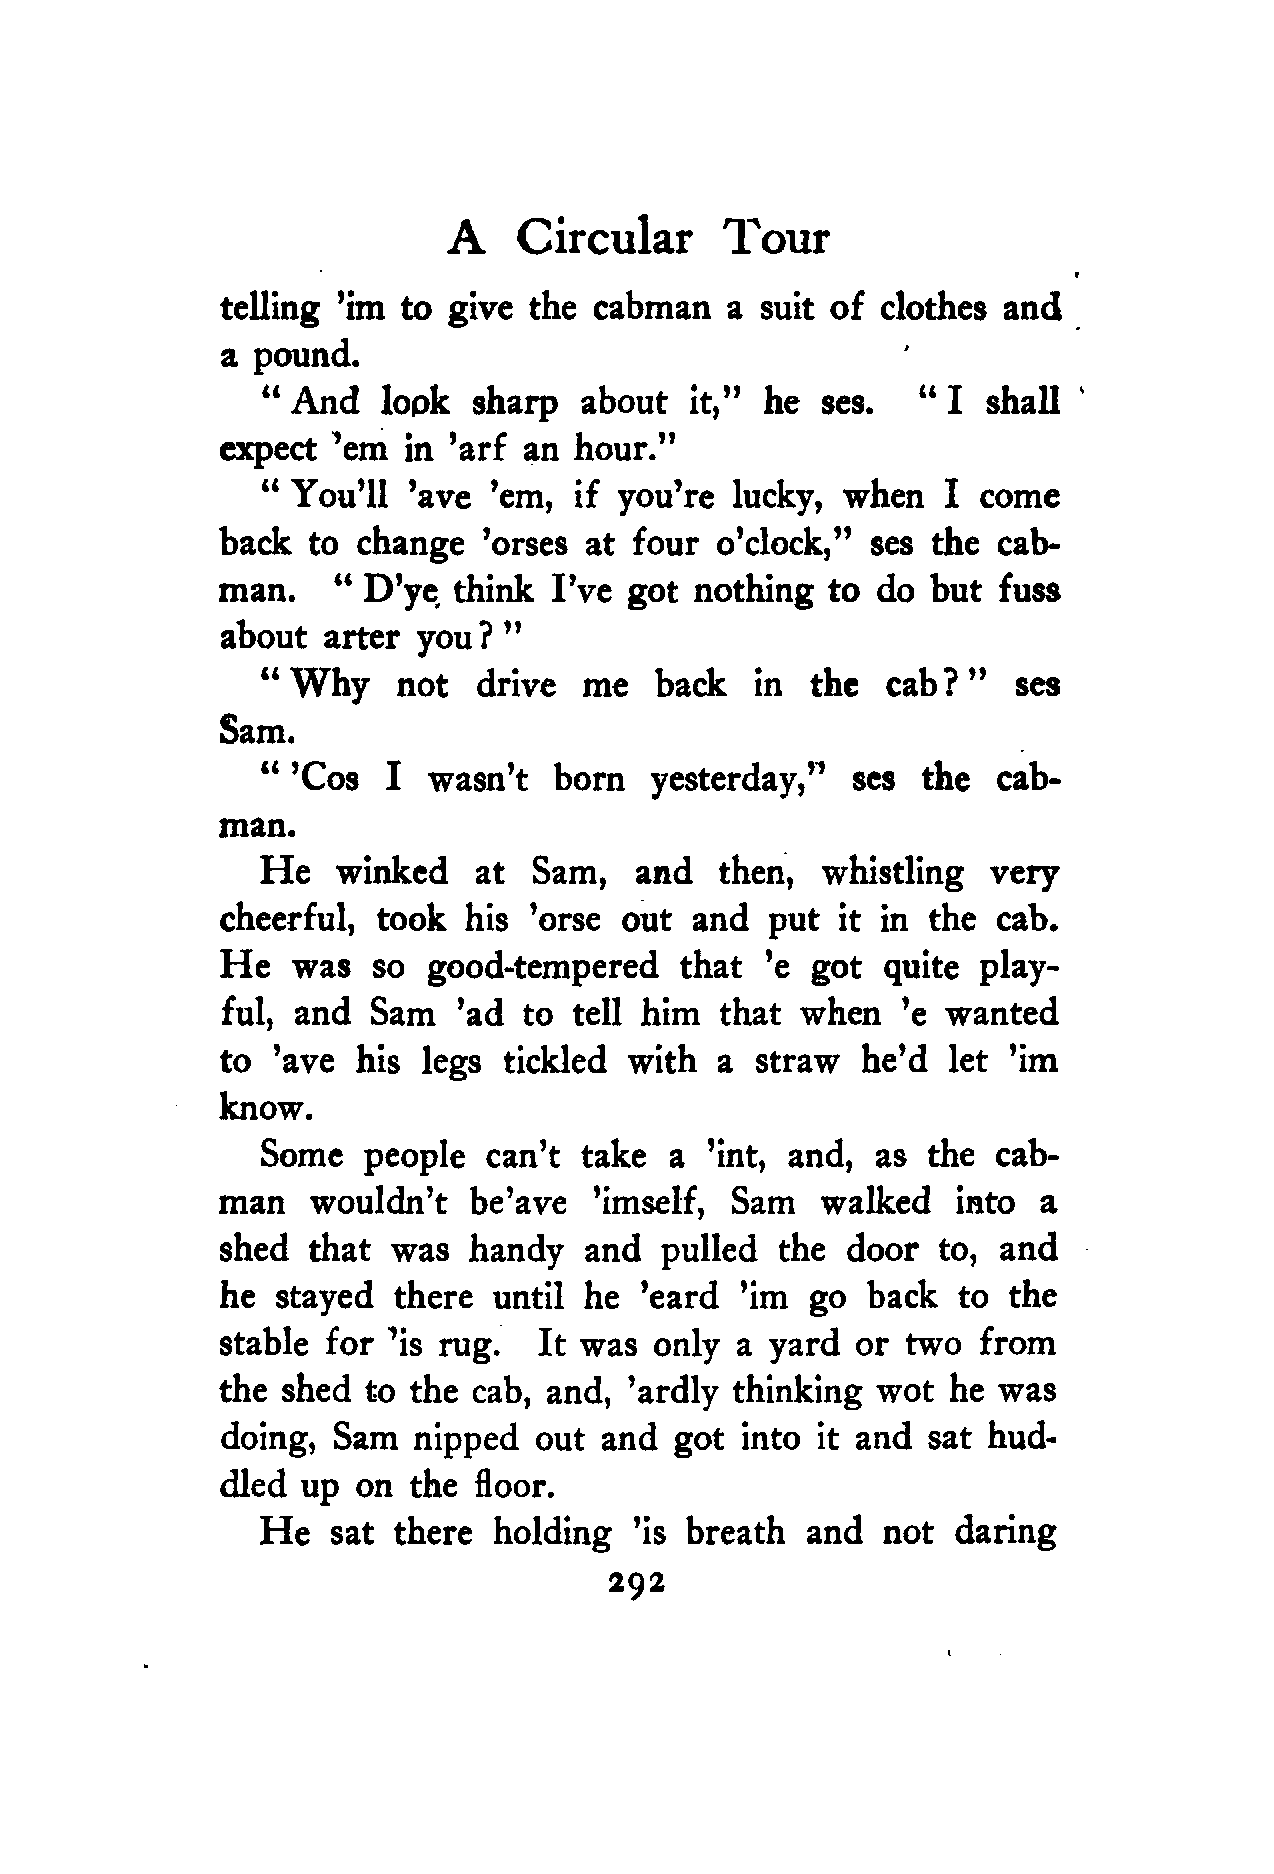 A Circular Tour
telling 'im to give the cabman a suit of clothes and
a pound.
" And look sharp about it," he ses. " I shall
expect 'em in 'arf an hour."
" You'll 'ave 'em, if you're lucky, when I come
back to change 'orses at four o'clock," ses the cab-
man. " D'ye think I've got nothing to do but fuss
about arter you? "
" Why not drive me back in the cab? " ses
Sam.
" 'Cos I wasn't born yesterday," ses the cab-
man.
He winked at Sam, and then, whistling very
cheerful, took his 'orse out and put it in the cab.
He was so good-tempered that 'e got quite play-
ful, and Sam 'ad to tell him that when 'e wanted
to 'ave his legs tickled with a straw he'd let 'im
know.
Some people can't take a 'int, and, as the cab-
man wouldn't be'ave 'imself, Sam walked into a
shed that was handy and pulled the door to, and
he stayed there until he 'eard 'im go back to the
stable for 'is rug. It was only a yard or two from
the shed to the cab, and, 'ardly thinking wot he was
doing, Sam nipped out and got into it and sat hud-
dled up on the floor.
He sat there holding 'is breath and not daring
292